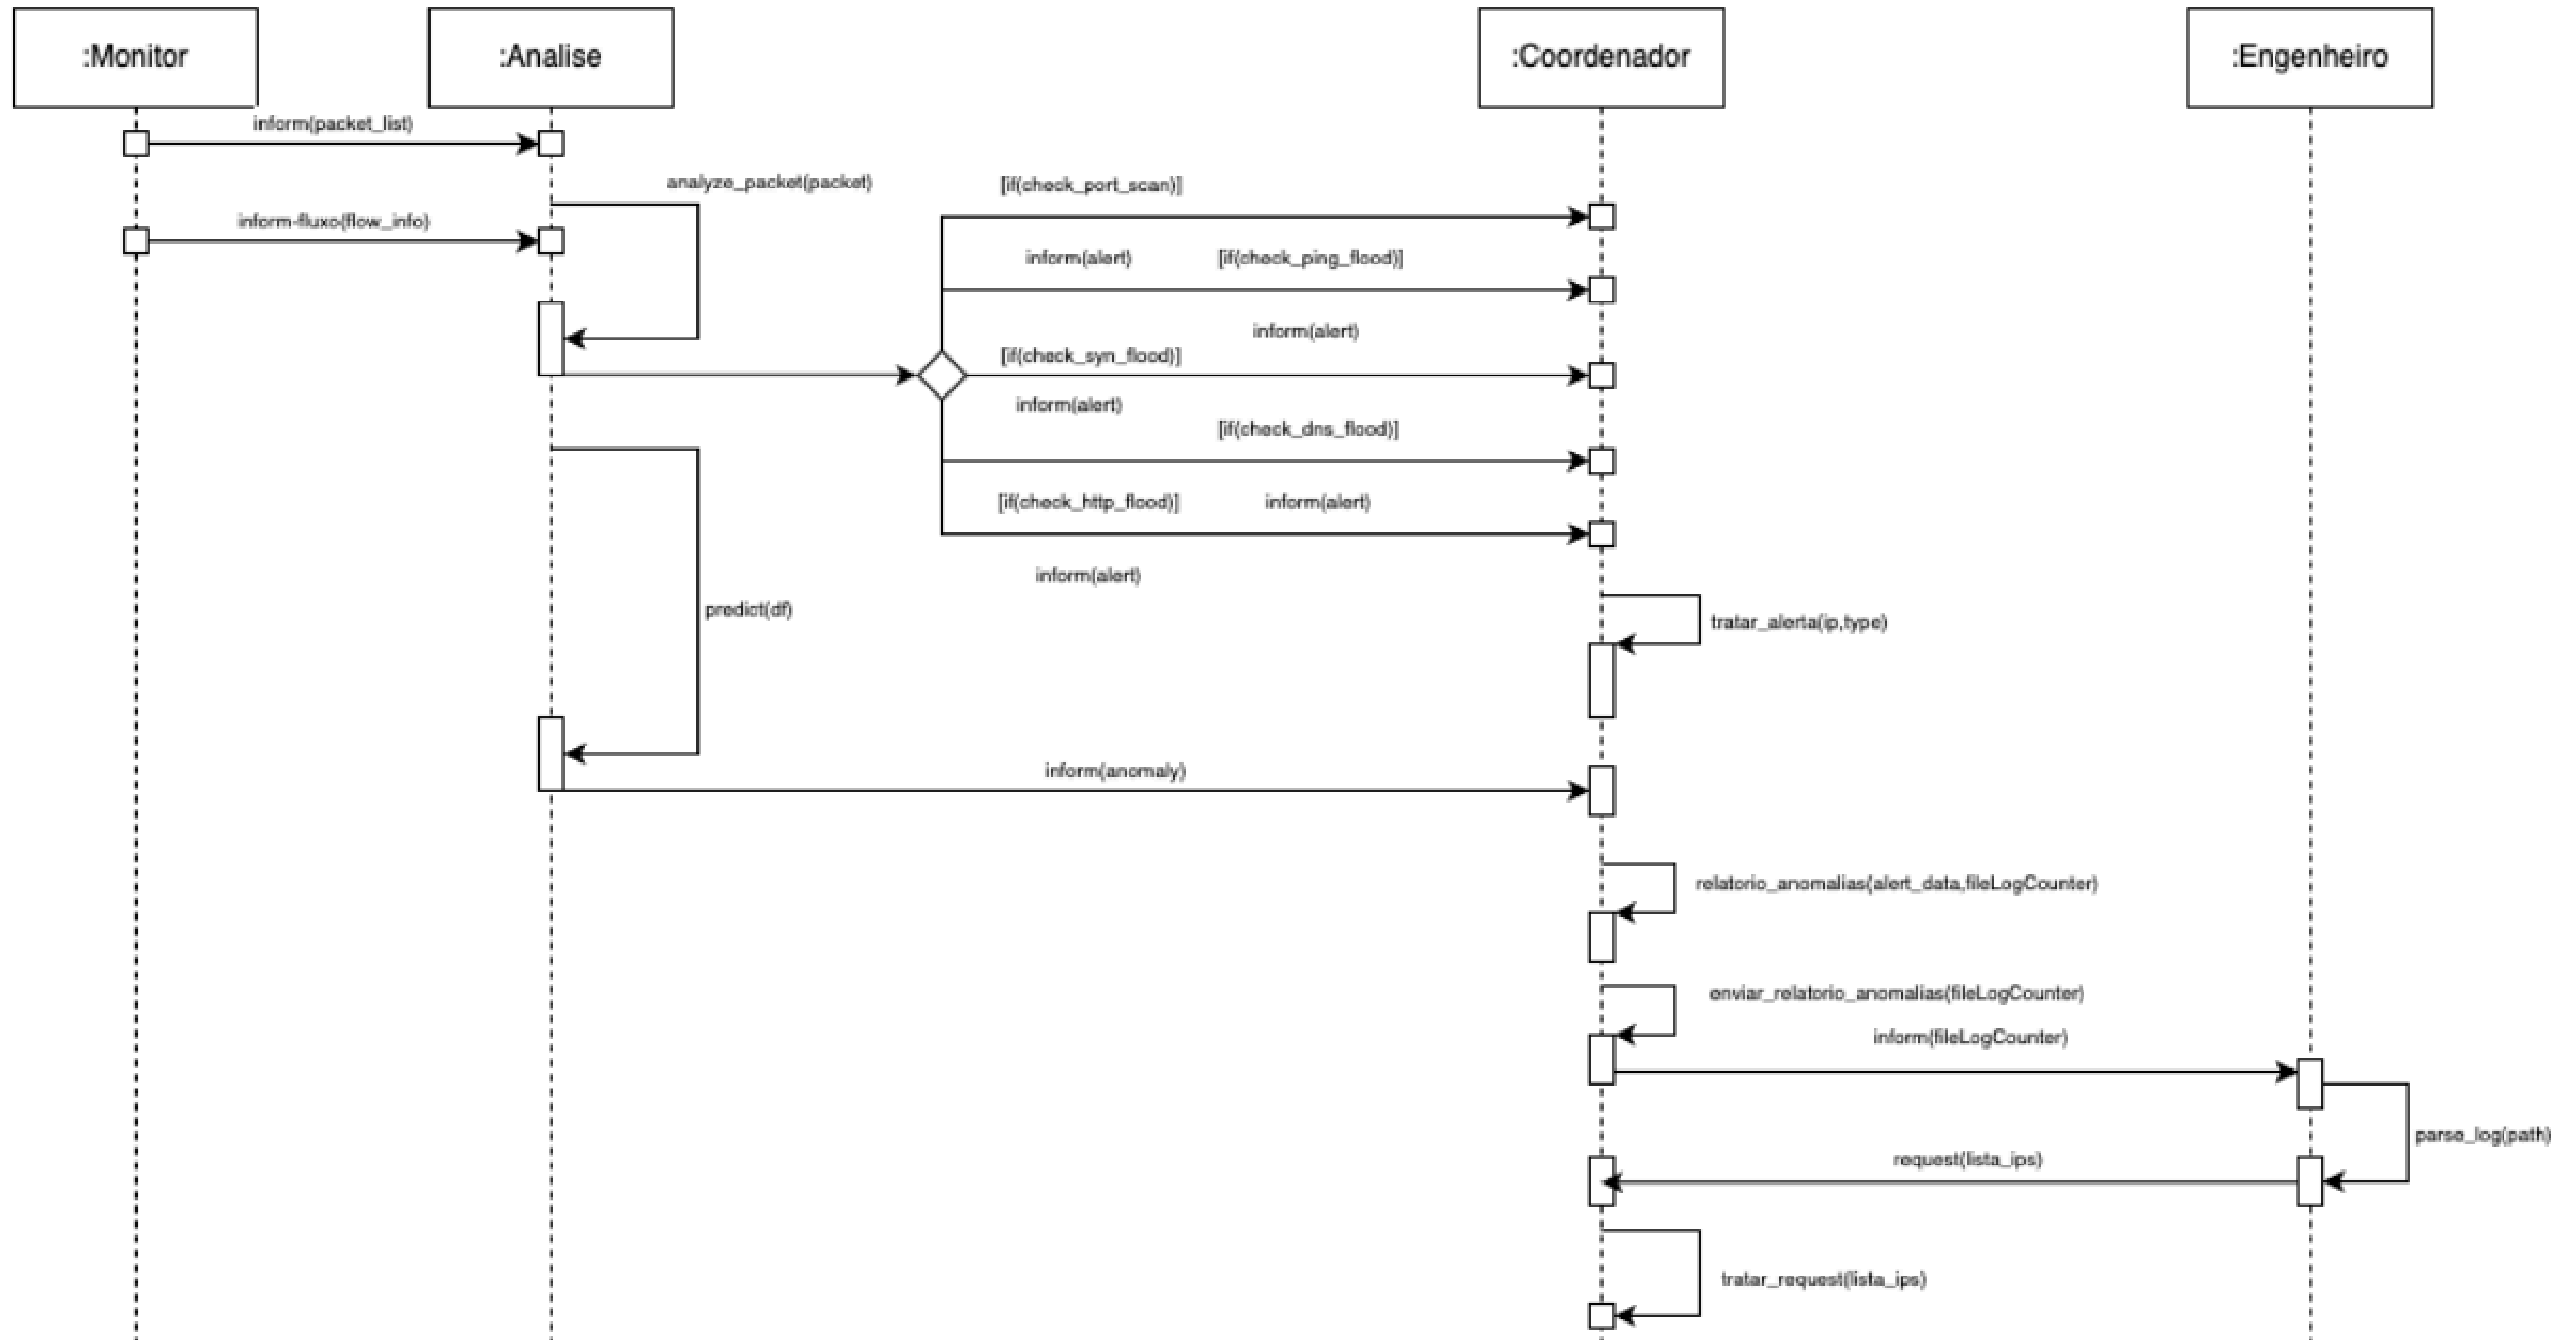 :Monitor
:Analise
:Coordenador
:Engenheiro
inform(packet_list)
analyze_packet(packet)
[if(check_port_scan)]
inform-fluxo(flow_info)
inform(alert)
[if(check_ping_flood)]
inform(alert)
[if(check_syn_flood)]
inform(alert)
[if(check_dns_flood)]
[if(check_http_flood)]
inform(alert)
inform(alert)
predict(df)
tratar_alerta(ip,type)
inform(anomaly)
relatorio_anomalias(alert_data,fileLogCounter)
enviar_relatorio_anomalias(fileLogCounter)
inform(fileLogCounter)
parse_log(path)
request(lista_ips)
tratar_request(lista_ips)